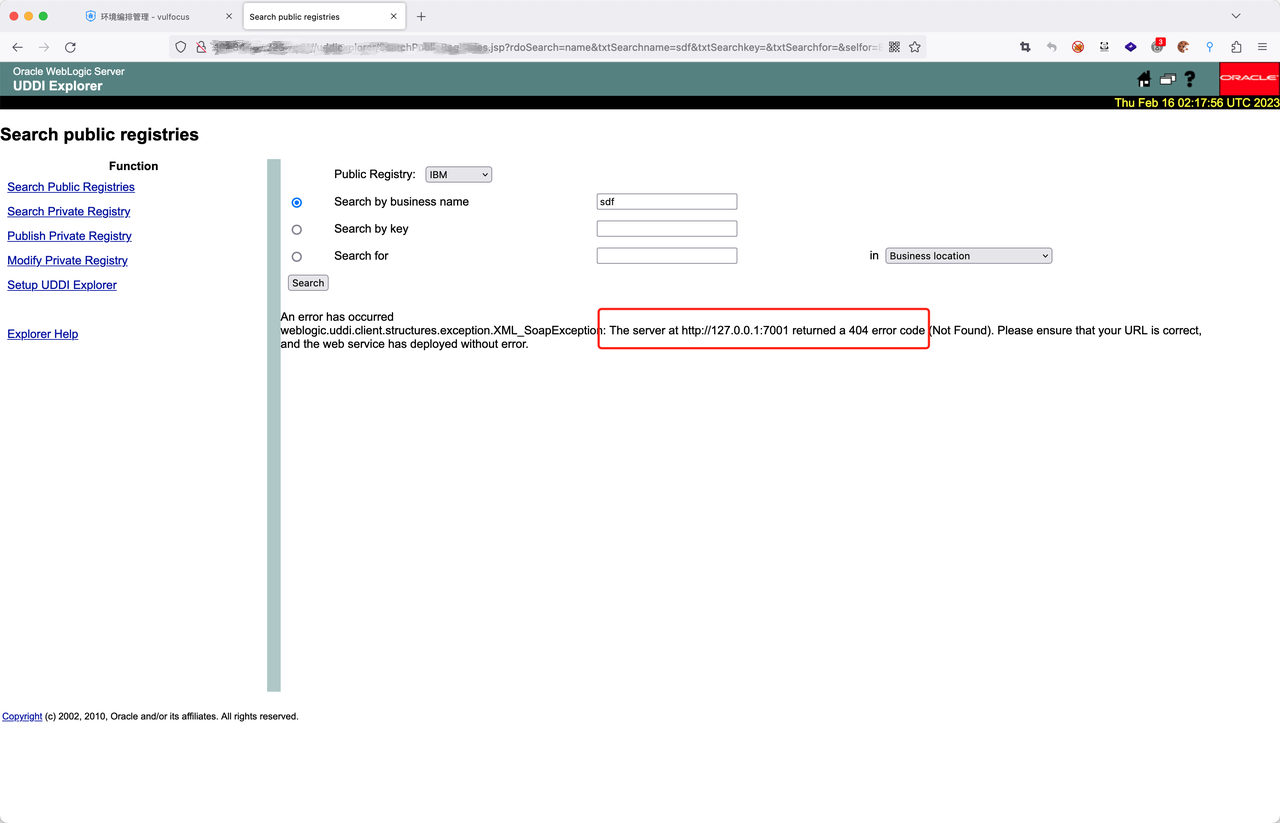 环境编排管理 - vulfocus
Search public registries
.jsp?rdoSearch=name&txtSearchname=sdf&txtSearchkey=&txtSearchfor=&selfor=
3
Oracle WebLogic Server
UDDI Explorer
ORACLE
Thu Feb 16 02:17:56 UTC 2023
Search public registries
Function
Search Public Registries
Search Private Registry
Publish Private Registry
Modify Private Registry
Setup UDDI Explorer
Explorer Help
Public Registry: IBM
Search by business name sdf
Search by key
Search for in Business location
Search
An error has occurred
weblogic.uddi.client.structures.exception.XML_SoapException: The server at http://127.0.0.1:7001 returned a 404 error code (Not Found). Please ensure that your URL is correct,
and the web service has deployed without error.
Copyright (c) 2002, 2010, Oracle and/or its affiliates. All rights reserved.